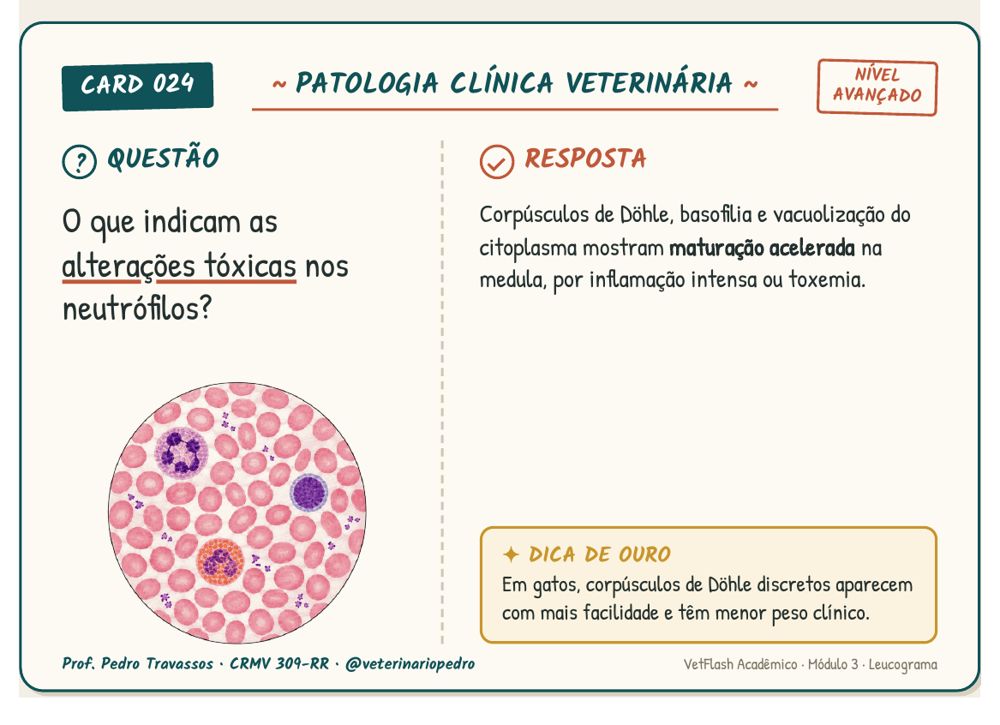 CARD 024
~ PATOLOGIA CLÍNICA VETERINÁRIA ~
NÍVEL
AVANÇADO
? QUESTÃO
O que indicam as
alterações tóxicas nos
neutrófilos?
RESPOSTA
Corpúsculos de Döhle, basofilia e vacuolização do
citoplasma mostram maturação acelerada na
medula, por inflamação intensa ou toxemia.
✦ DICA DE OURO
Em gatos, corpúsculos de Döhle discretos aparecem
com mais facilidade e têm menor peso clínico.
Prof. Pedro Travassos · CRMV 309-RR · @veterinariopedro
VetFlash Acadêmico · Módulo 3 · Leucograma